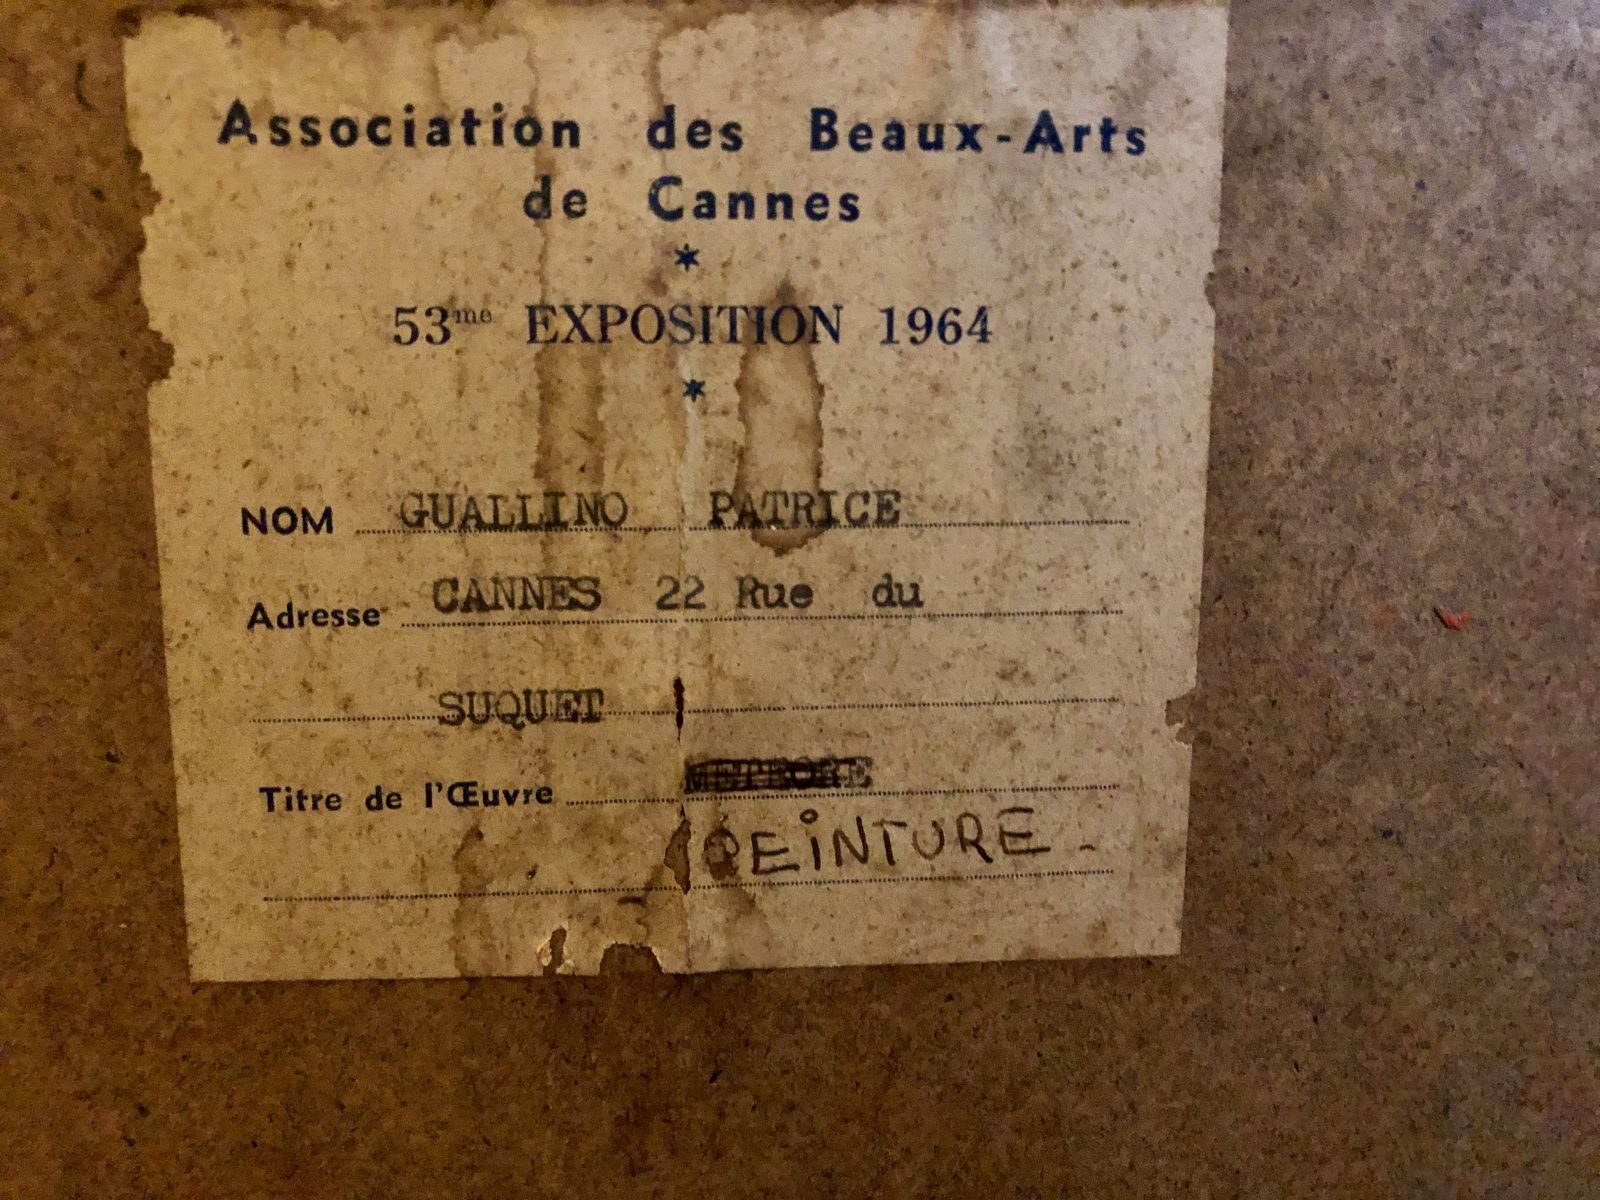 Association des Beaux-Arts
de Cannes
*
53me EXPOSITION 1964
*
NOM GUALLINO PATRICE
Adresse CANNES 22 Rue du
SUQUET
Titre de l'Œuvre METEORE
PEINTURE -